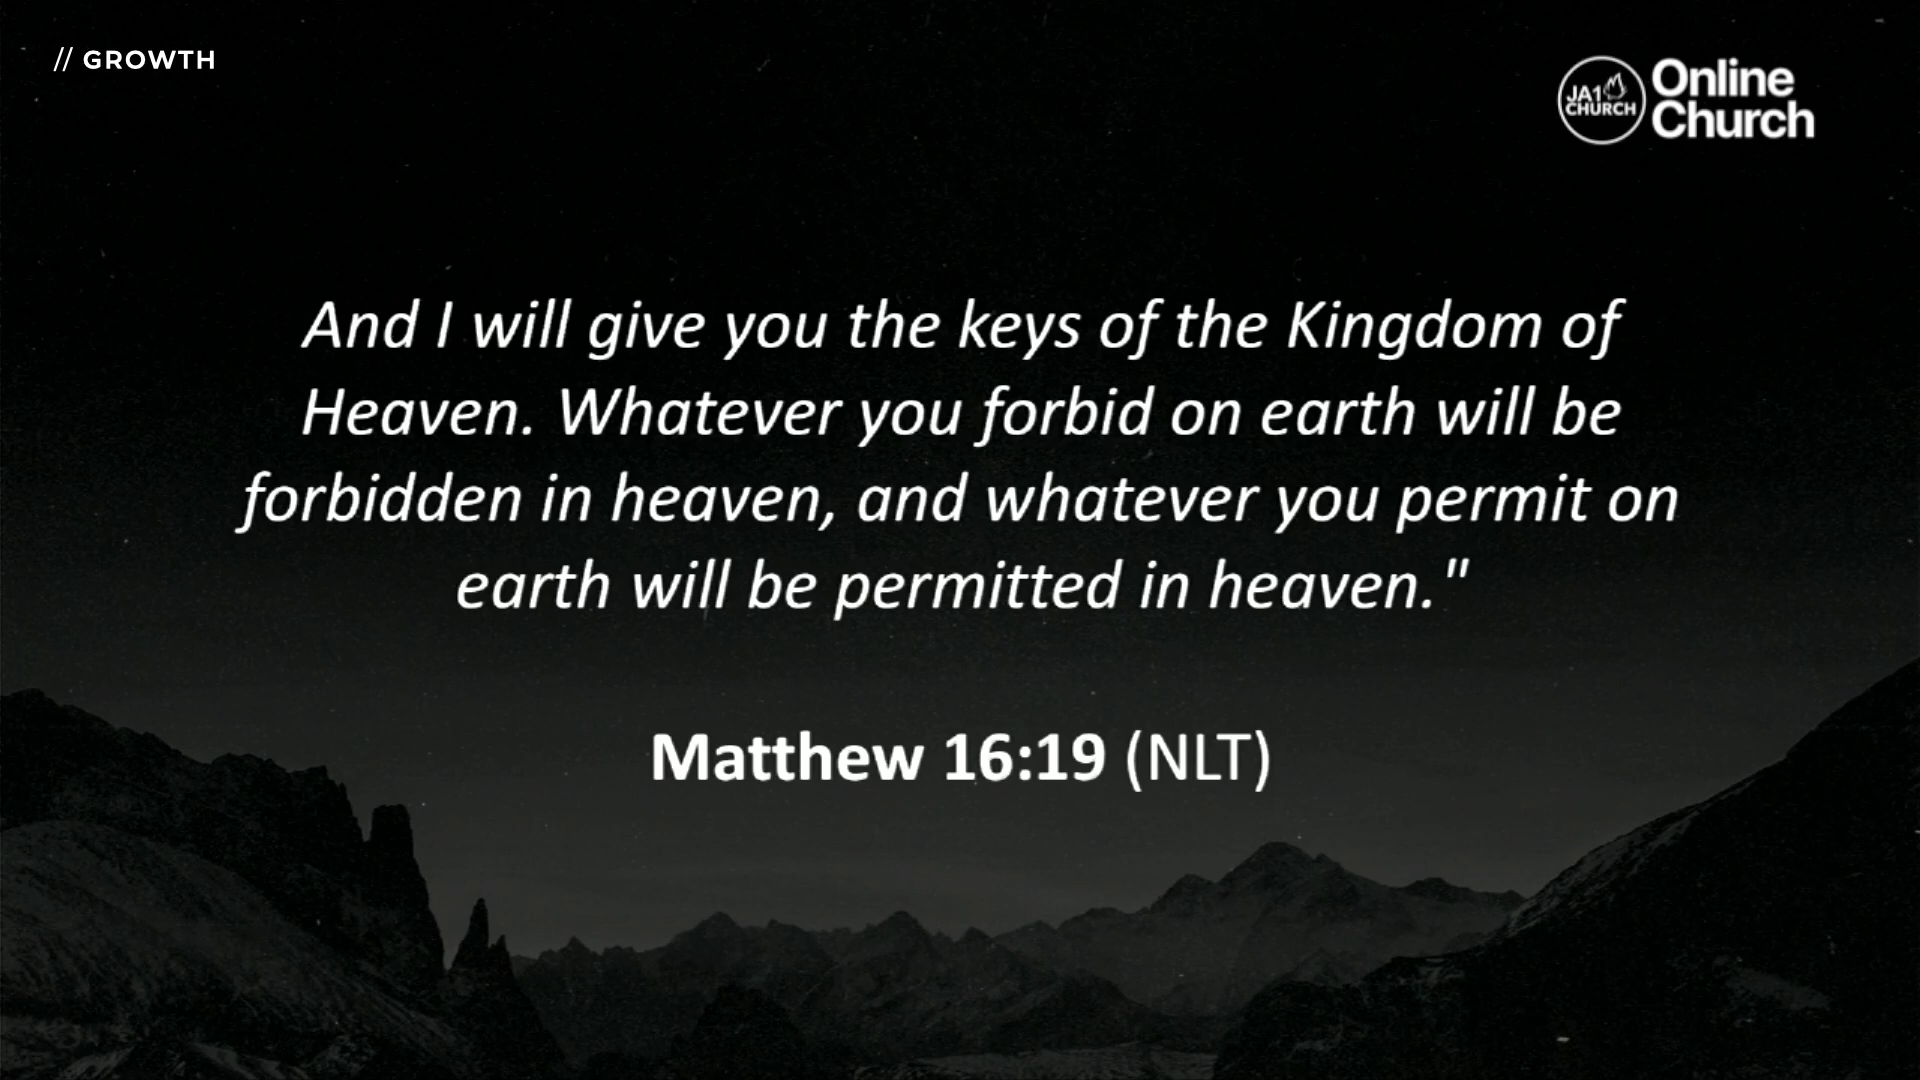 // GROWTH
JA1
CHURCH
Online
Church
And I will give you the keys of the Kingdom of
Heaven. Whatever you forbid on earth will be
forbidden in heaven, and whatever you permit on
earth will be permitted in heaven."
Matthew 16:19 (NLT)